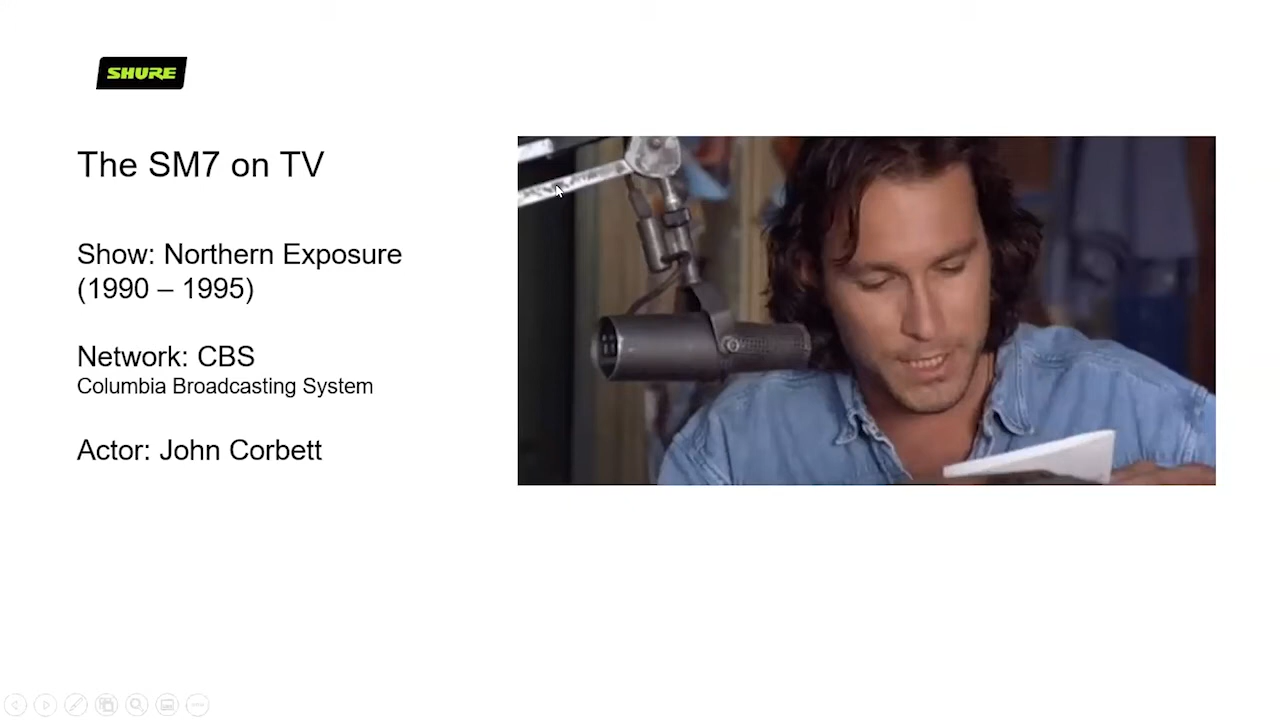 SHURE
The SM7 on TV
Show: Northern Exposure
(1990 – 1995)
Network: CBS
Columbia Broadcasting System
Actor: John Corbett